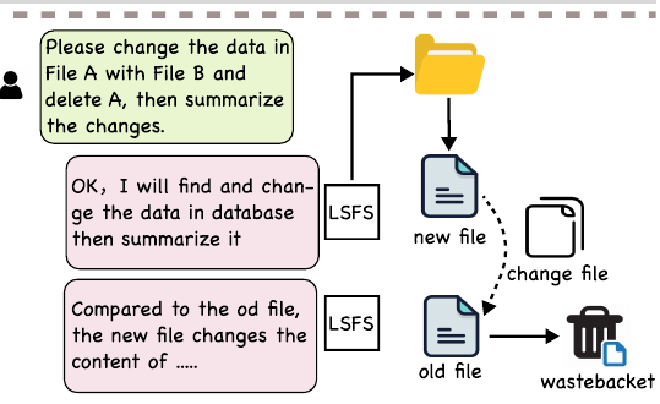 Please change the data in
File A with File B and
delete A, then summarize
the changes.
OK, I will find and chan-
ge the data in database
then summarize it
LSFS
new file
change file
Compared to the od file,
the new file changes the
content of .....
LSFS
old file
wastebacket